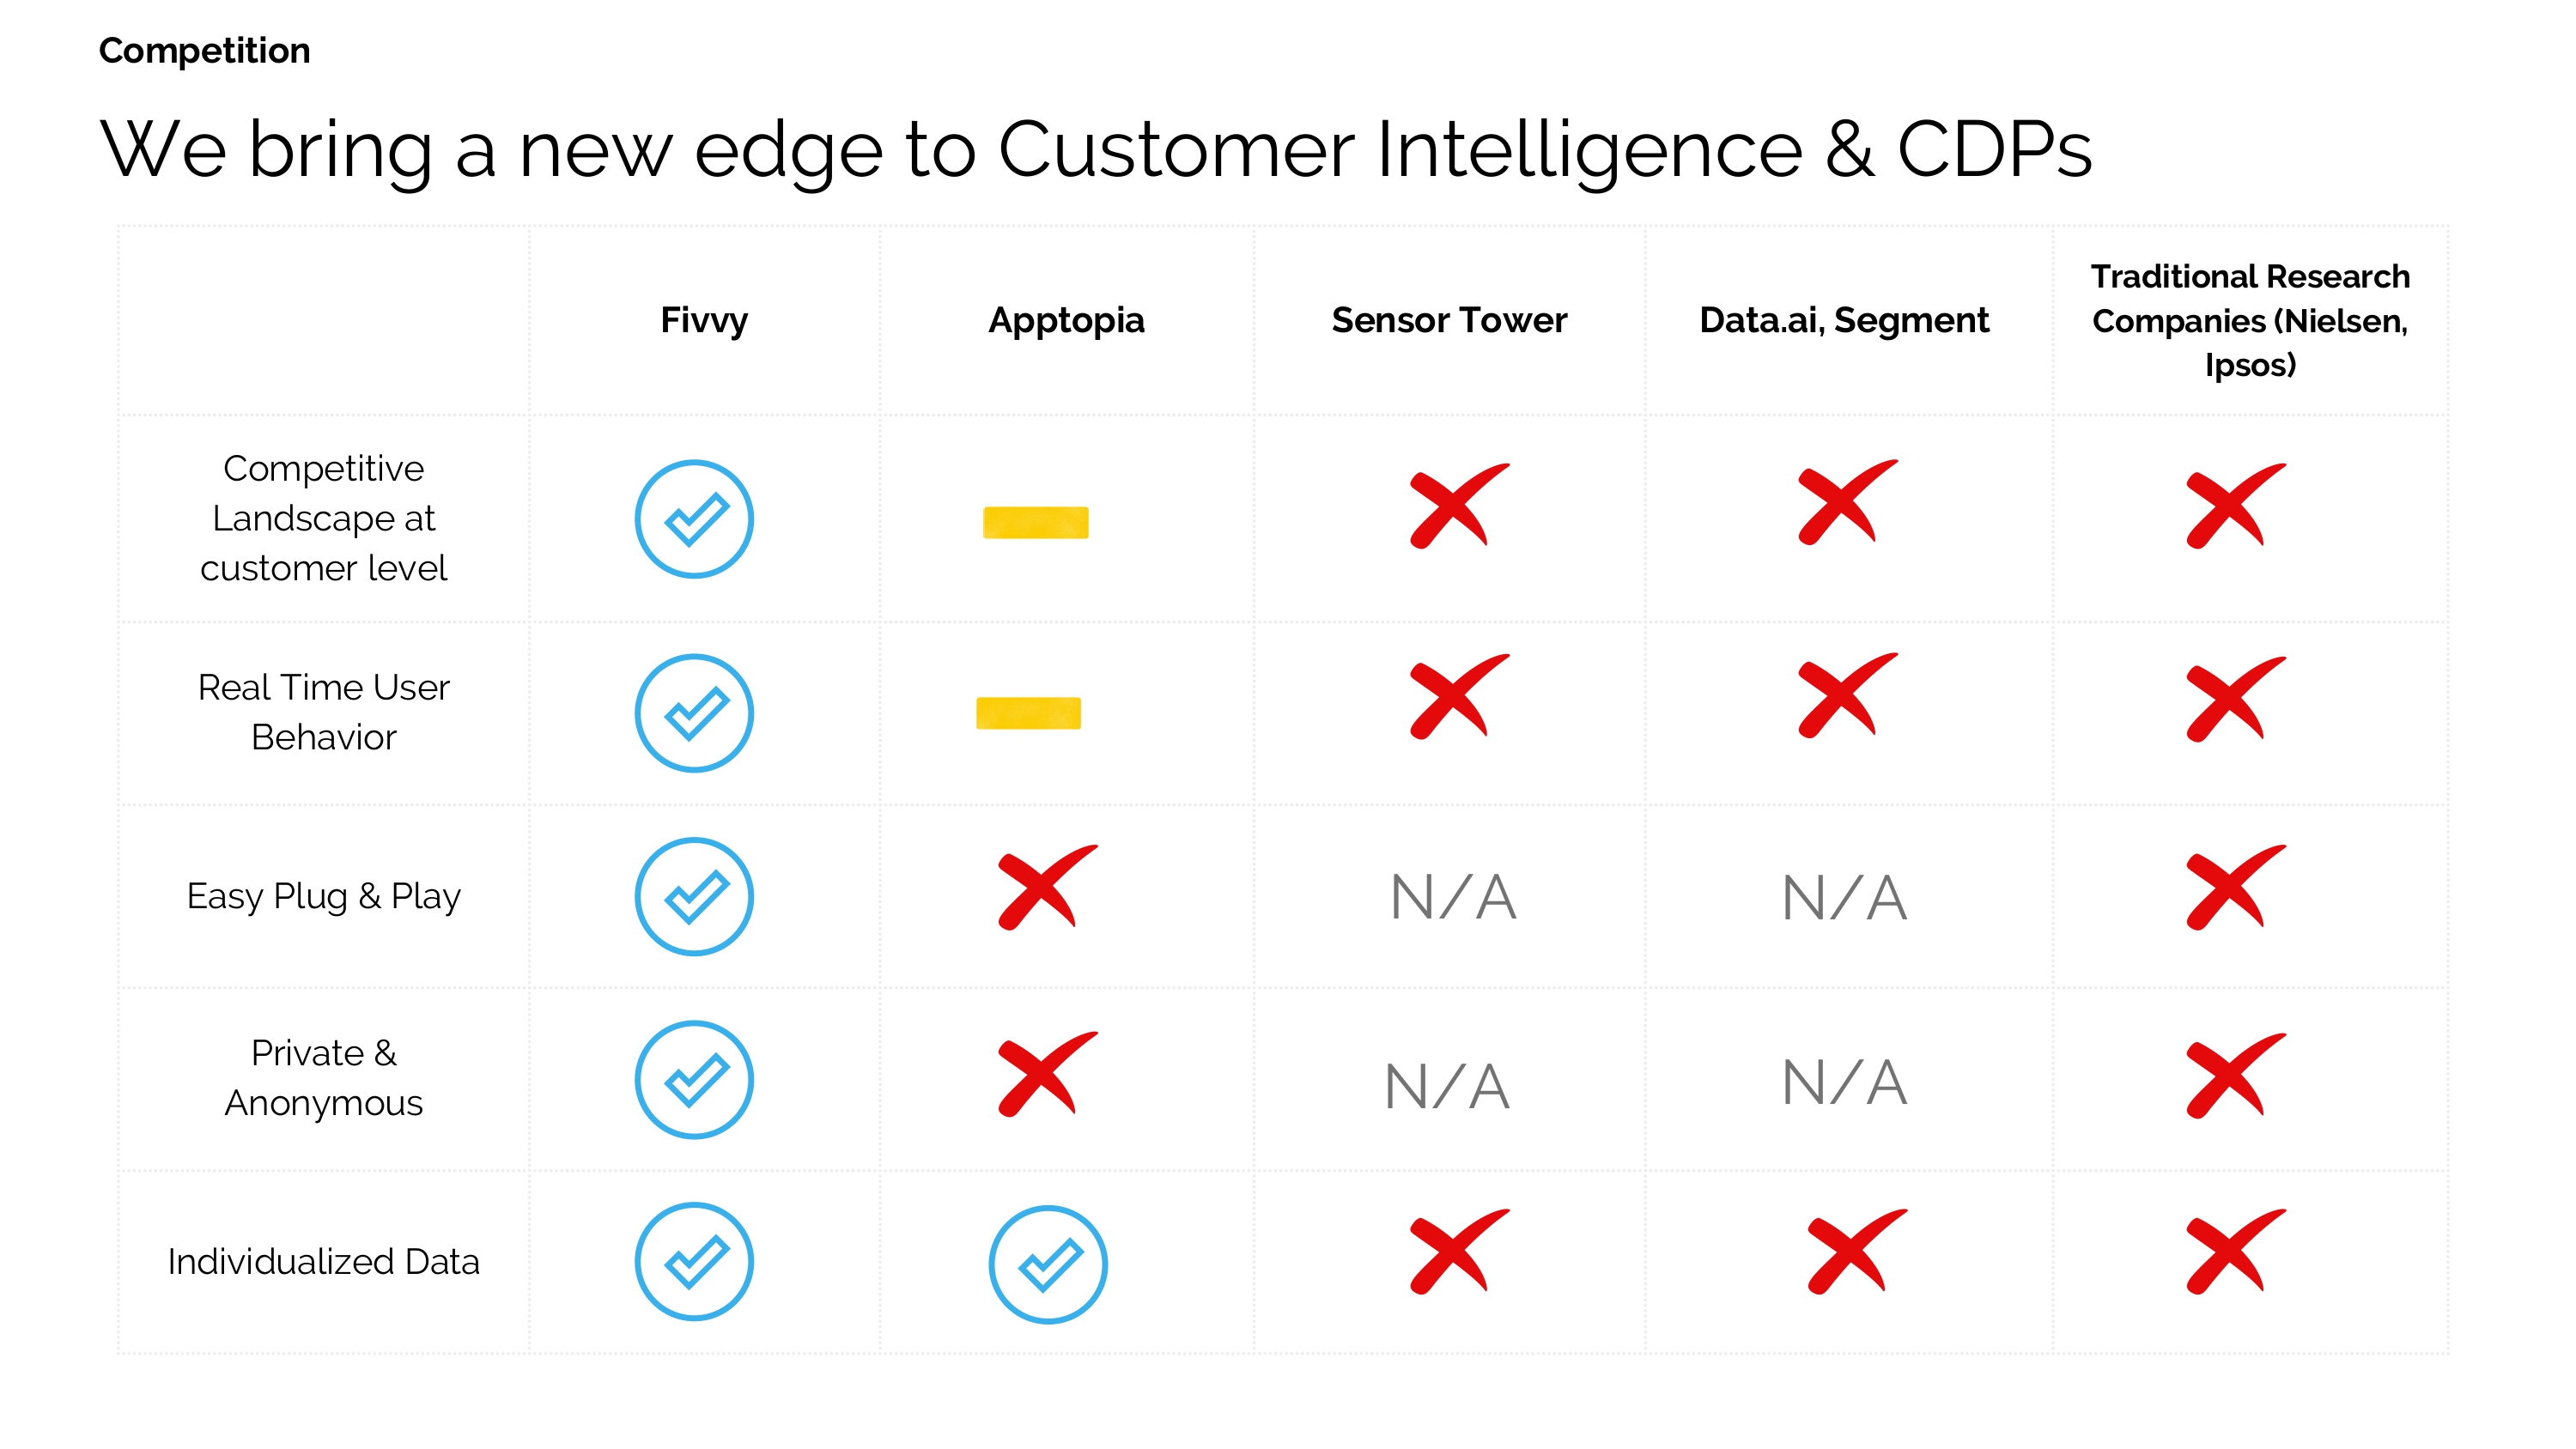 Competition
We bring a new edge to Customer Intelligence & CDPs
Fivvy
Apptopia
Sensor Tower
Data.ai, Segment
Traditional Research
Companies (Nielsen,
Ipsos)
Competitive
Landscape at
customer level
Real Time User
Behavior
Easy Plug & Play
N/A
N/A
Private &
Anonymous
N/A
N/A
Individualized Data